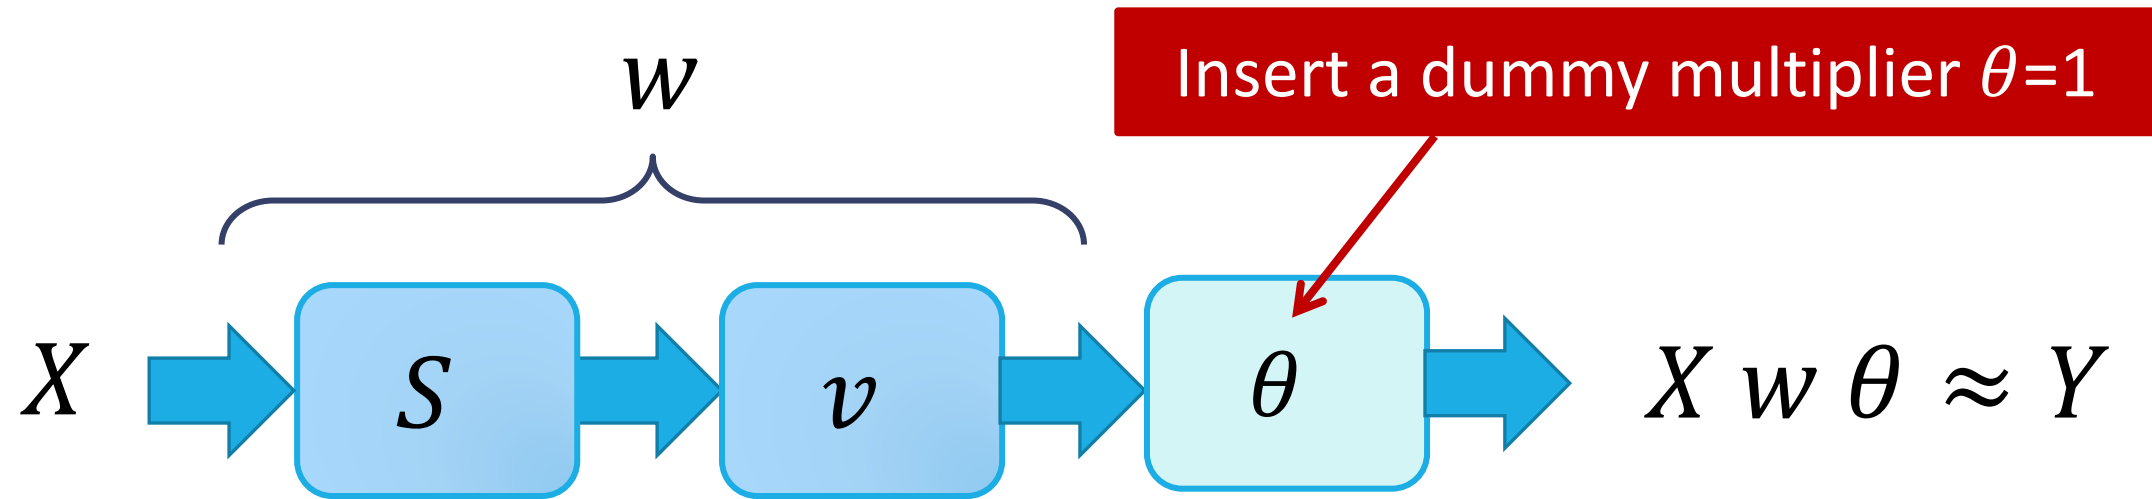 w
Insert a dummy multiplier θ=1
X
S
v
θ
X w θ ≈ Y